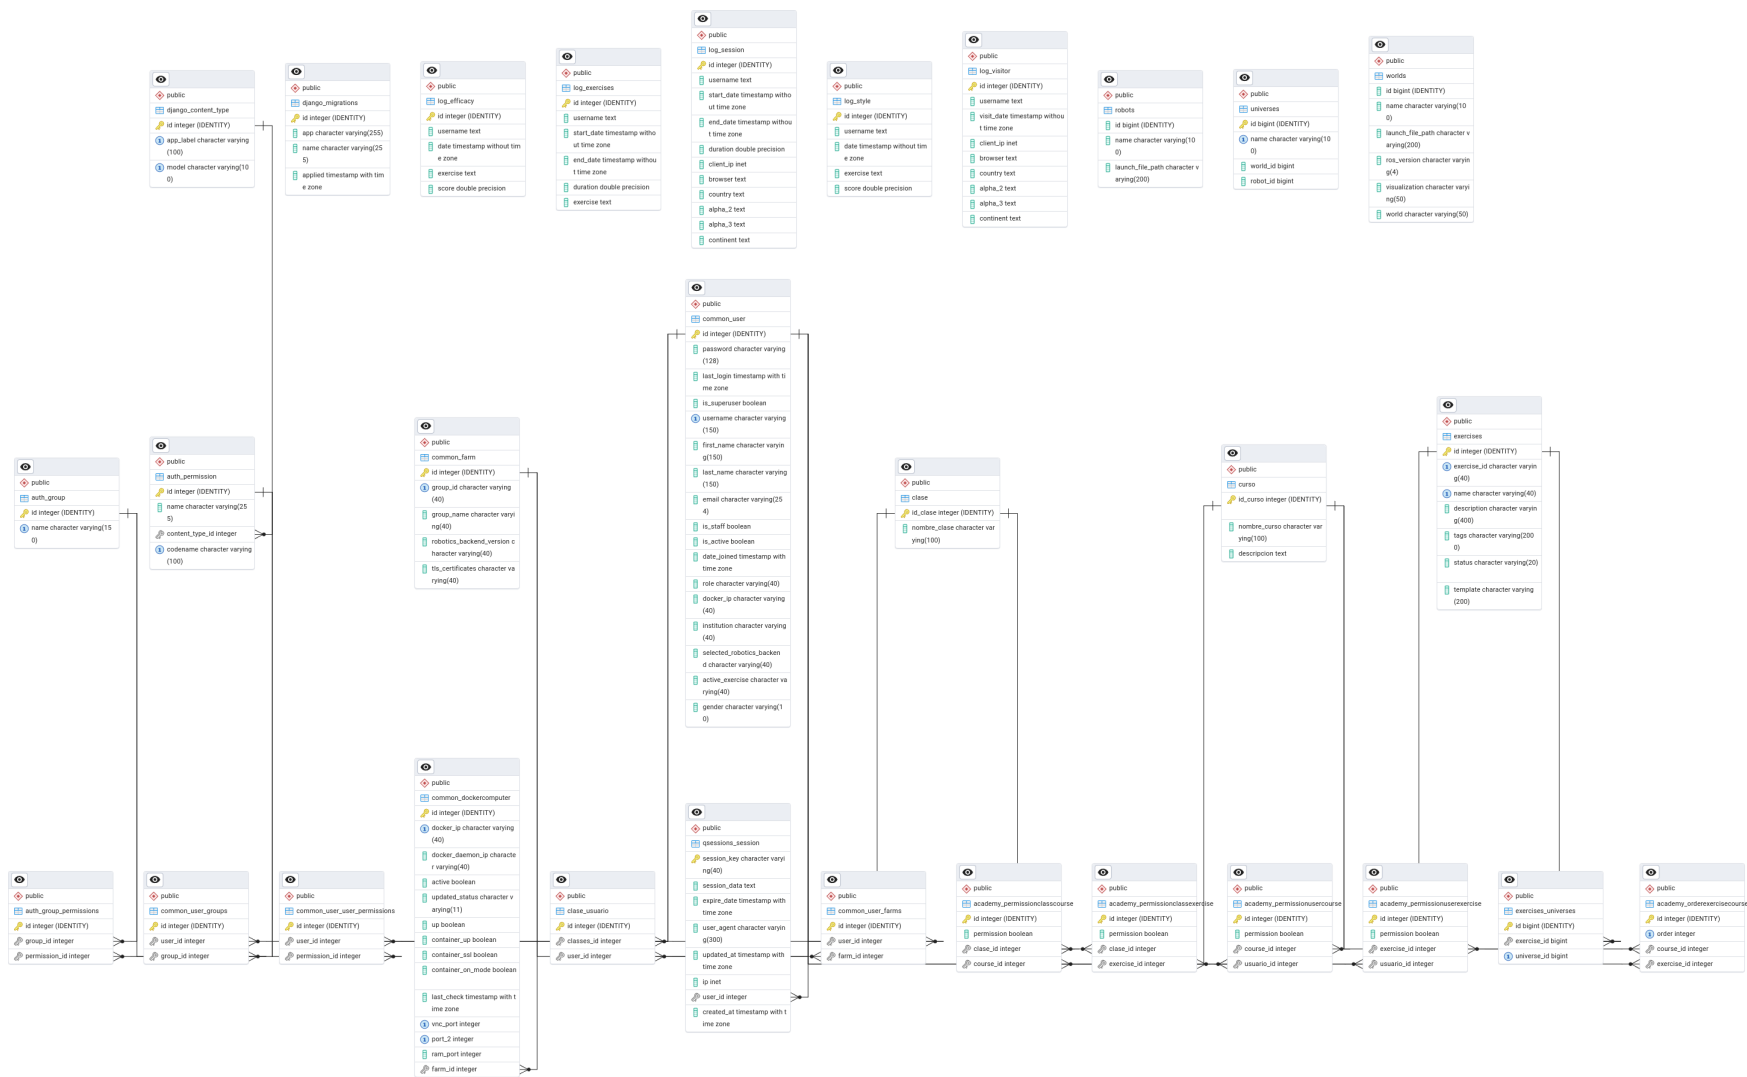 public
django_content_type
id integer (IDENTITY)
app_label character varying
(100)
model character varying(10
0)
public
django_migrations
id integer (IDENTITY)
app character varying(255)
name character varying(25
5)
applied timestamp with tim
e zone
public
log_efficacy
id integer (IDENTITY)
username text
date timestamp without tim
e zone
exercise text
score double precision
public
log_exercises
id integer (IDENTITY)
username text
start_date timestamp witho
ut time zone
end_date timestamp withou
t time zone
duration double precision
exercise text
public
log_session
id integer (IDENTITY)
username text
start_date timestamp witho
ut time zone
end_date timestamp withou
t time zone
duration double precision
client_ip inet
browser text
country text
alpha_2 text
alpha_3 text
continent text
public
log_style
id integer (IDENTITY)
username text
date timestamp without tim
e zone
exercise text
score double precision
public
log_visitor
id integer (IDENTITY)
username text
visit_date timestamp withou
t time zone
client_ip inet
browser text
country text
alpha_2 text
alpha_3 text
continent text
public
robots
id bigint (IDENTITY)
name character varying(10
0)
launch_file_path character v
arying(200)
public
universes
id bigint (IDENTITY)
name character varying(10
0)
world_id bigint
robot_id bigint
public
worlds
id bigint (IDENTITY)
name character varying(10
0)
launch_file_path character v
arying(200)
ros_version character varyin
g(4)
visualization character varyi
ng(50)
world character varying(50)
public
common_user
id integer (IDENTITY)
password character varying
(128)
last_login timestamp with ti
me zone
is_superuser boolean
username character varying
(150)
first_name character varyin
g(150)
last_name character varying
(150)
email character varying(25
4)
is_staff boolean
is_active boolean
date_joined timestamp with
time zone
role character varying(40)
docker_ip character varying
(40)
institution character varying
(40)
selected_robotics_backen
d character varying(40)
active_exercise character va
rying(40)
gender character varying(1
0)
public
auth_group
id integer (IDENTITY)
name character varying(15
0)
public
auth_permission
id integer (IDENTITY)
name character varying(25
5)
content_type_id integer
codename character varying
(100)
public
common_farm
id integer (IDENTITY)
group_id character varying
(40)
group_name character varyi
ng(40)
robotics_backend_version c
haracter varying(40)
tls_certificates character va
rying(40)
public
clase
id_clase integer (IDENTITY)
nombre_clase character var
ying(100)
public
curso
id_curso integer (IDENTITY)
nombre_curso character var
ying(100)
descripcion text
public
exercises
id integer (IDENTITY)
exercise_id character varyin
g(40)
name character varying(40)
description character varyin
g(400)
tags character varying(200
0)
status character varying(20)
template character varying
(200)
public
auth_group_permissions
id integer (IDENTITY)
group_id integer
permission_id integer
public
common_user_groups
id integer (IDENTITY)
user_id integer
group_id integer
public
common_user_user_permissions
id integer (IDENTITY)
user_id integer
permission_id integer
public
common_dockercomputer
id integer (IDENTITY)
docker_ip character varying
(40)
docker_daemon_ip characte
r varying(40)
active boolean
updated_status character v
arying(11)
up boolean
container_up boolean
container_ssl boolean
container_on_mode boolean
last_check timestamp with t
ime zone
vnc_port integer
port_2 integer
ram_port integer
farm_id integer
public
clase_usuario
id integer (IDENTITY)
classes_id integer
user_id integer
public
qsessions_session
session_key character varyi
ng(40)
session_data text
expire_date timestamp with
time zone
user_agent character varyin
g(300)
updated_at timestamp with
time zone
ip inet
user_id integer
created_at timestamp with t
ime zone
public
common_user_farms
id integer (IDENTITY)
user_id integer
farm_id integer
public
academy_permissionclasscourse
id integer (IDENTITY)
permission boolean
clase_id integer
course_id integer
public
academy_permissionclassexercise
id integer (IDENTITY)
permission boolean
clase_id integer
exercise_id integer
public
academy_permissionusercourse
id integer (IDENTITY)
permission boolean
course_id integer
usuario_id integer
public
academy_permissionuserexercise
id integer (IDENTITY)
permission boolean
exercise_id integer
usuario_id integer
public
exercises_universes
id bigint (IDENTITY)
exercise_id bigint
universe_id bigint
public
academy_orderexercisecourse
id integer (IDENTITY)
order integer
course_id integer
exercise_id integer